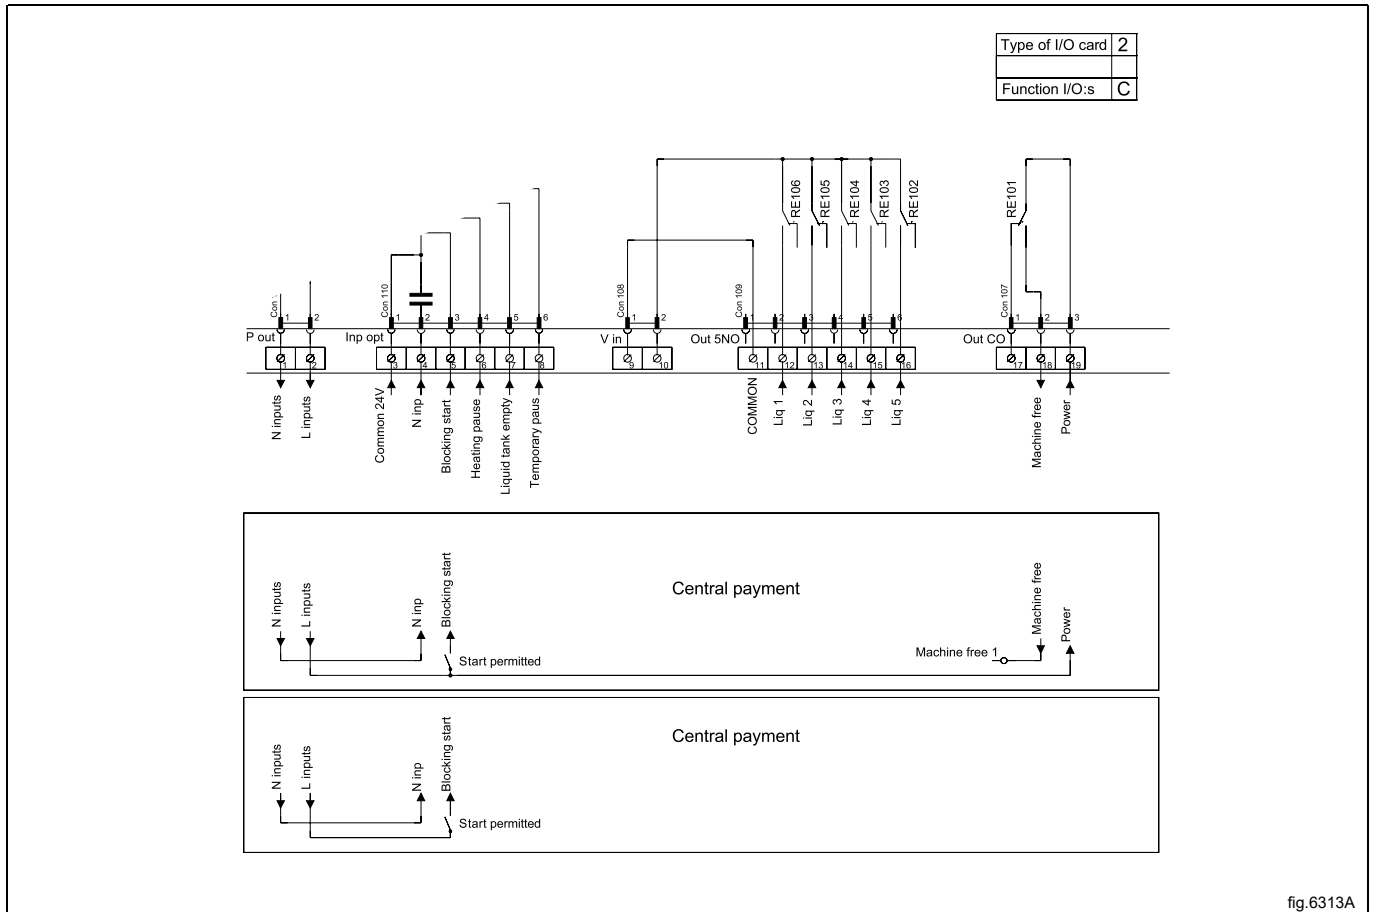 Type of I/O card 2
Function I/O:s C
RE106 RE105 RE104 RE103 RE102 RE101
Con 110 Con 108 Con 109 Con 107
1 2 1 2 3 4 5 6 1 2 1 2 3 4 5 6 1 2 3
P out Inp opt V in Out 5NO Out CO
1 2 3 4 5 6 7 8 9 10 11 12 13 14 15 16 17 18 19
N inputs
L inputs
Common 24V
N inp
Blocking start
Heating pause
Liquid tank empty
Temporary paus
COMMON
Liq 1
Liq 2
Liq 3
Liq 4
Liq 5
Machine free
Power
Central payment
N inputs
L inputs
N inp
Blocking start
Start permitted
Machine free 1
Machine free
Power
Central payment
N inputs
L inputs
N inp
Blocking start
Start permitted
fig.6313A